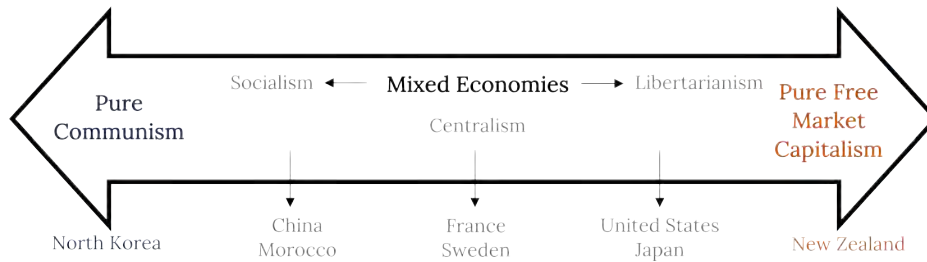 Socialism
Mixed Economies
Libertarianism
Pure
Communism
Centralism
Pure Free
Market
Capitalism
North Korea
China
Morocco
France
Sweden
United States
Japan
New Zealand